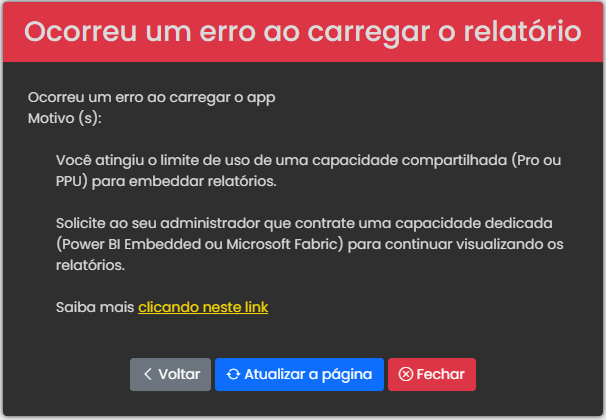 Ocorreu um erro ao carregar o relatório
Ocorreu um erro ao carregar o app
Motivo (s):
Você atingiu o limite de uso de uma capacidade compartilhada (Pro ou
PPU) para embeddar relatórios.
Solicite ao seu administrador que contrate uma capacidade dedicada
(Power BI Embedded ou Microsoft Fabric) para continuar visualizando os
relatórios.
Saiba mais clicando neste link
Voltar
Atualizar a página
Fechar